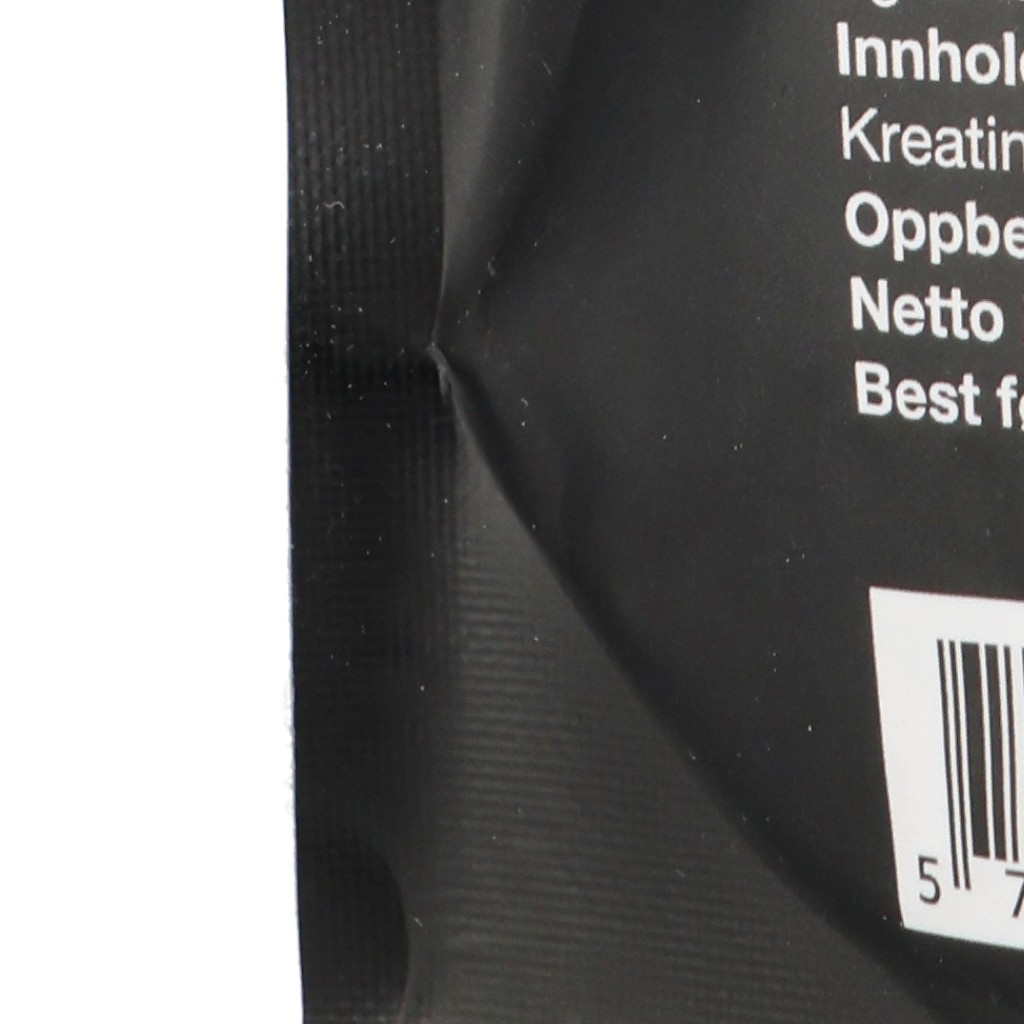 Innhol
Kreatin
Oppbe
Netto
Best f
5 7